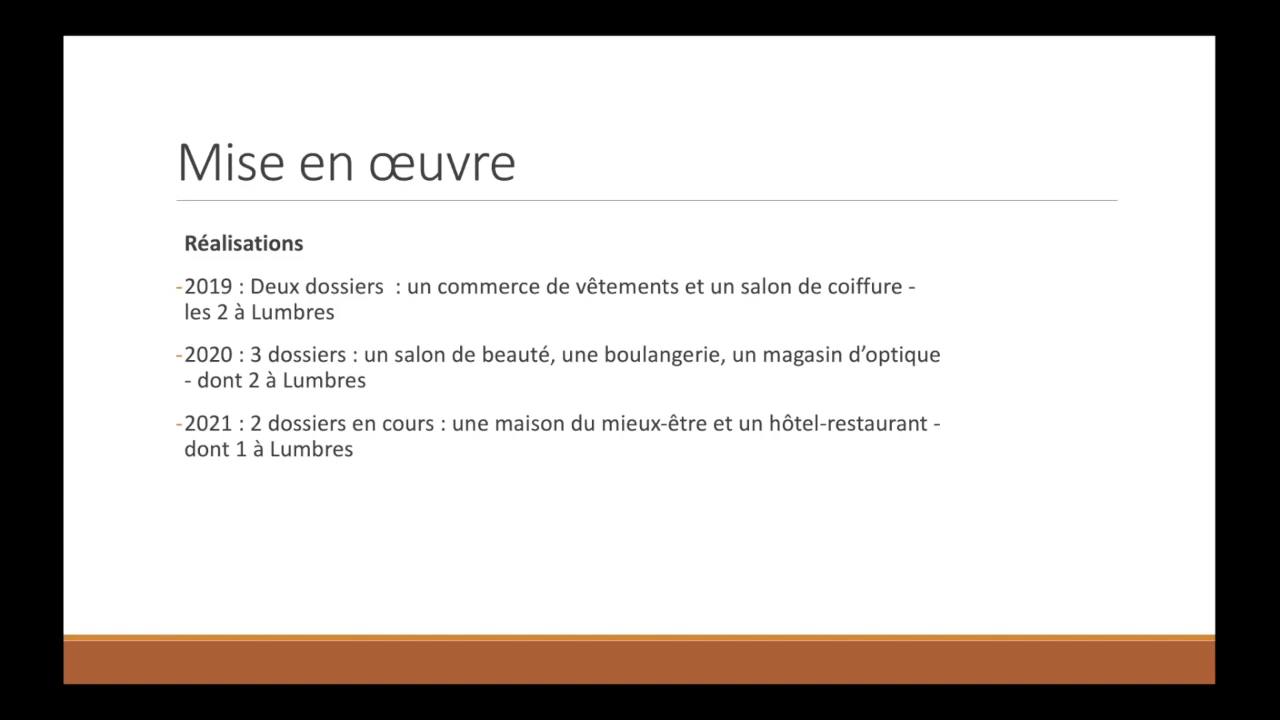 Mise en œuvre
Réalisations
-2019 : Deux dossiers  : un commerce de vêtements et un salon de coiffure -
les 2 à Lumbres
-2020 : 3 dossiers : un salon de beauté, une boulangerie, un magasin d’optique
- dont 2 à Lumbres
-2021 : 2 dossiers en cours : une maison du mieux-être et un hôtel-restaurant -
dont 1 à Lumbres